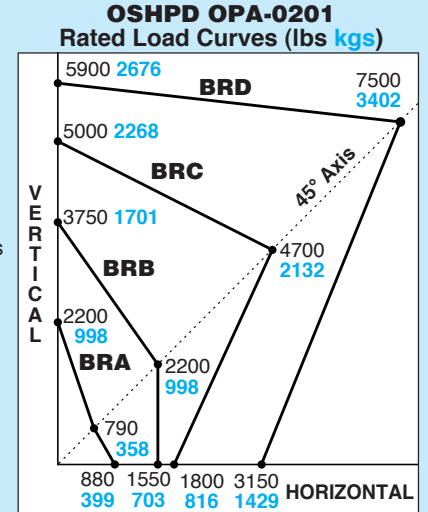 OSHPD OPA-0201
Rated Load Curves (lbs kgs)
5900 2676
BRD
7500
3402
5000 2268
BRC
45° Axis
VERTICAL
s
3750 1701
4700
2132
BRB
2200
998
BRA
2200
998
790
358
880 1550 1800 3150
399 703 816 1429
HORIZONTAL